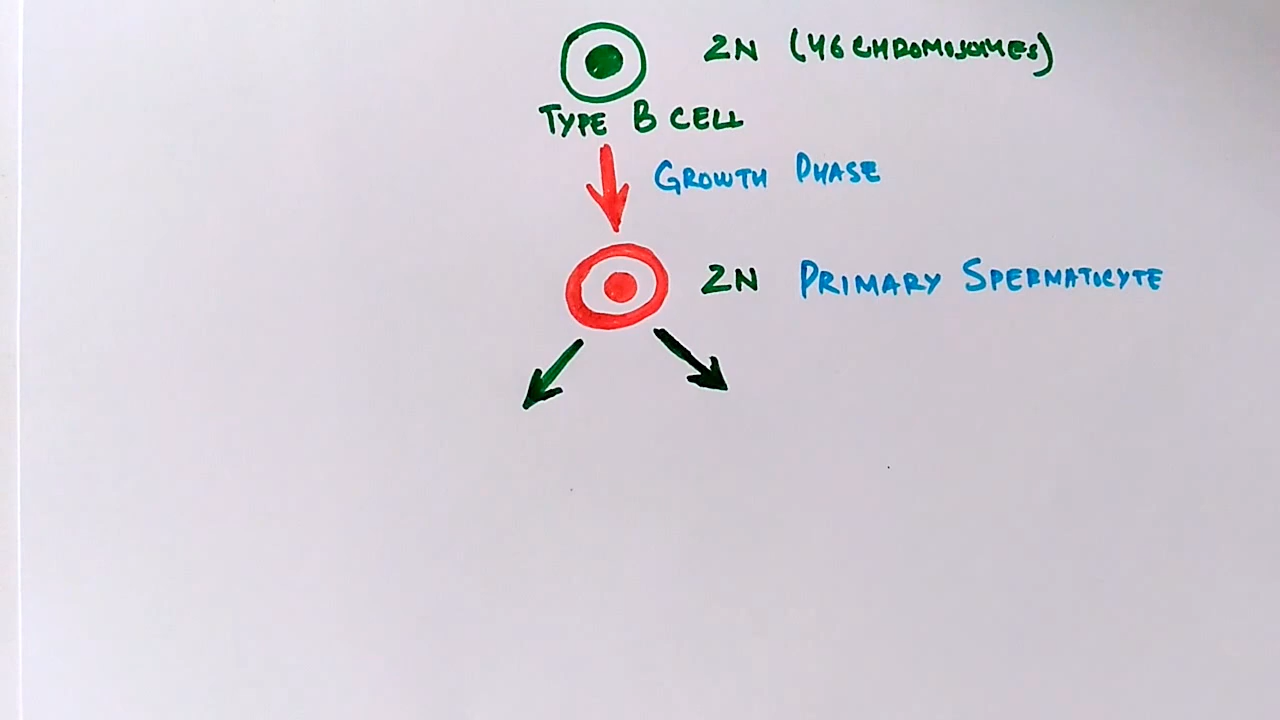 2N (46 CHROMOSOMES)
TYPE B CELL
GROWTH PHASE
2N PRIMARY SPERMATOCYTE